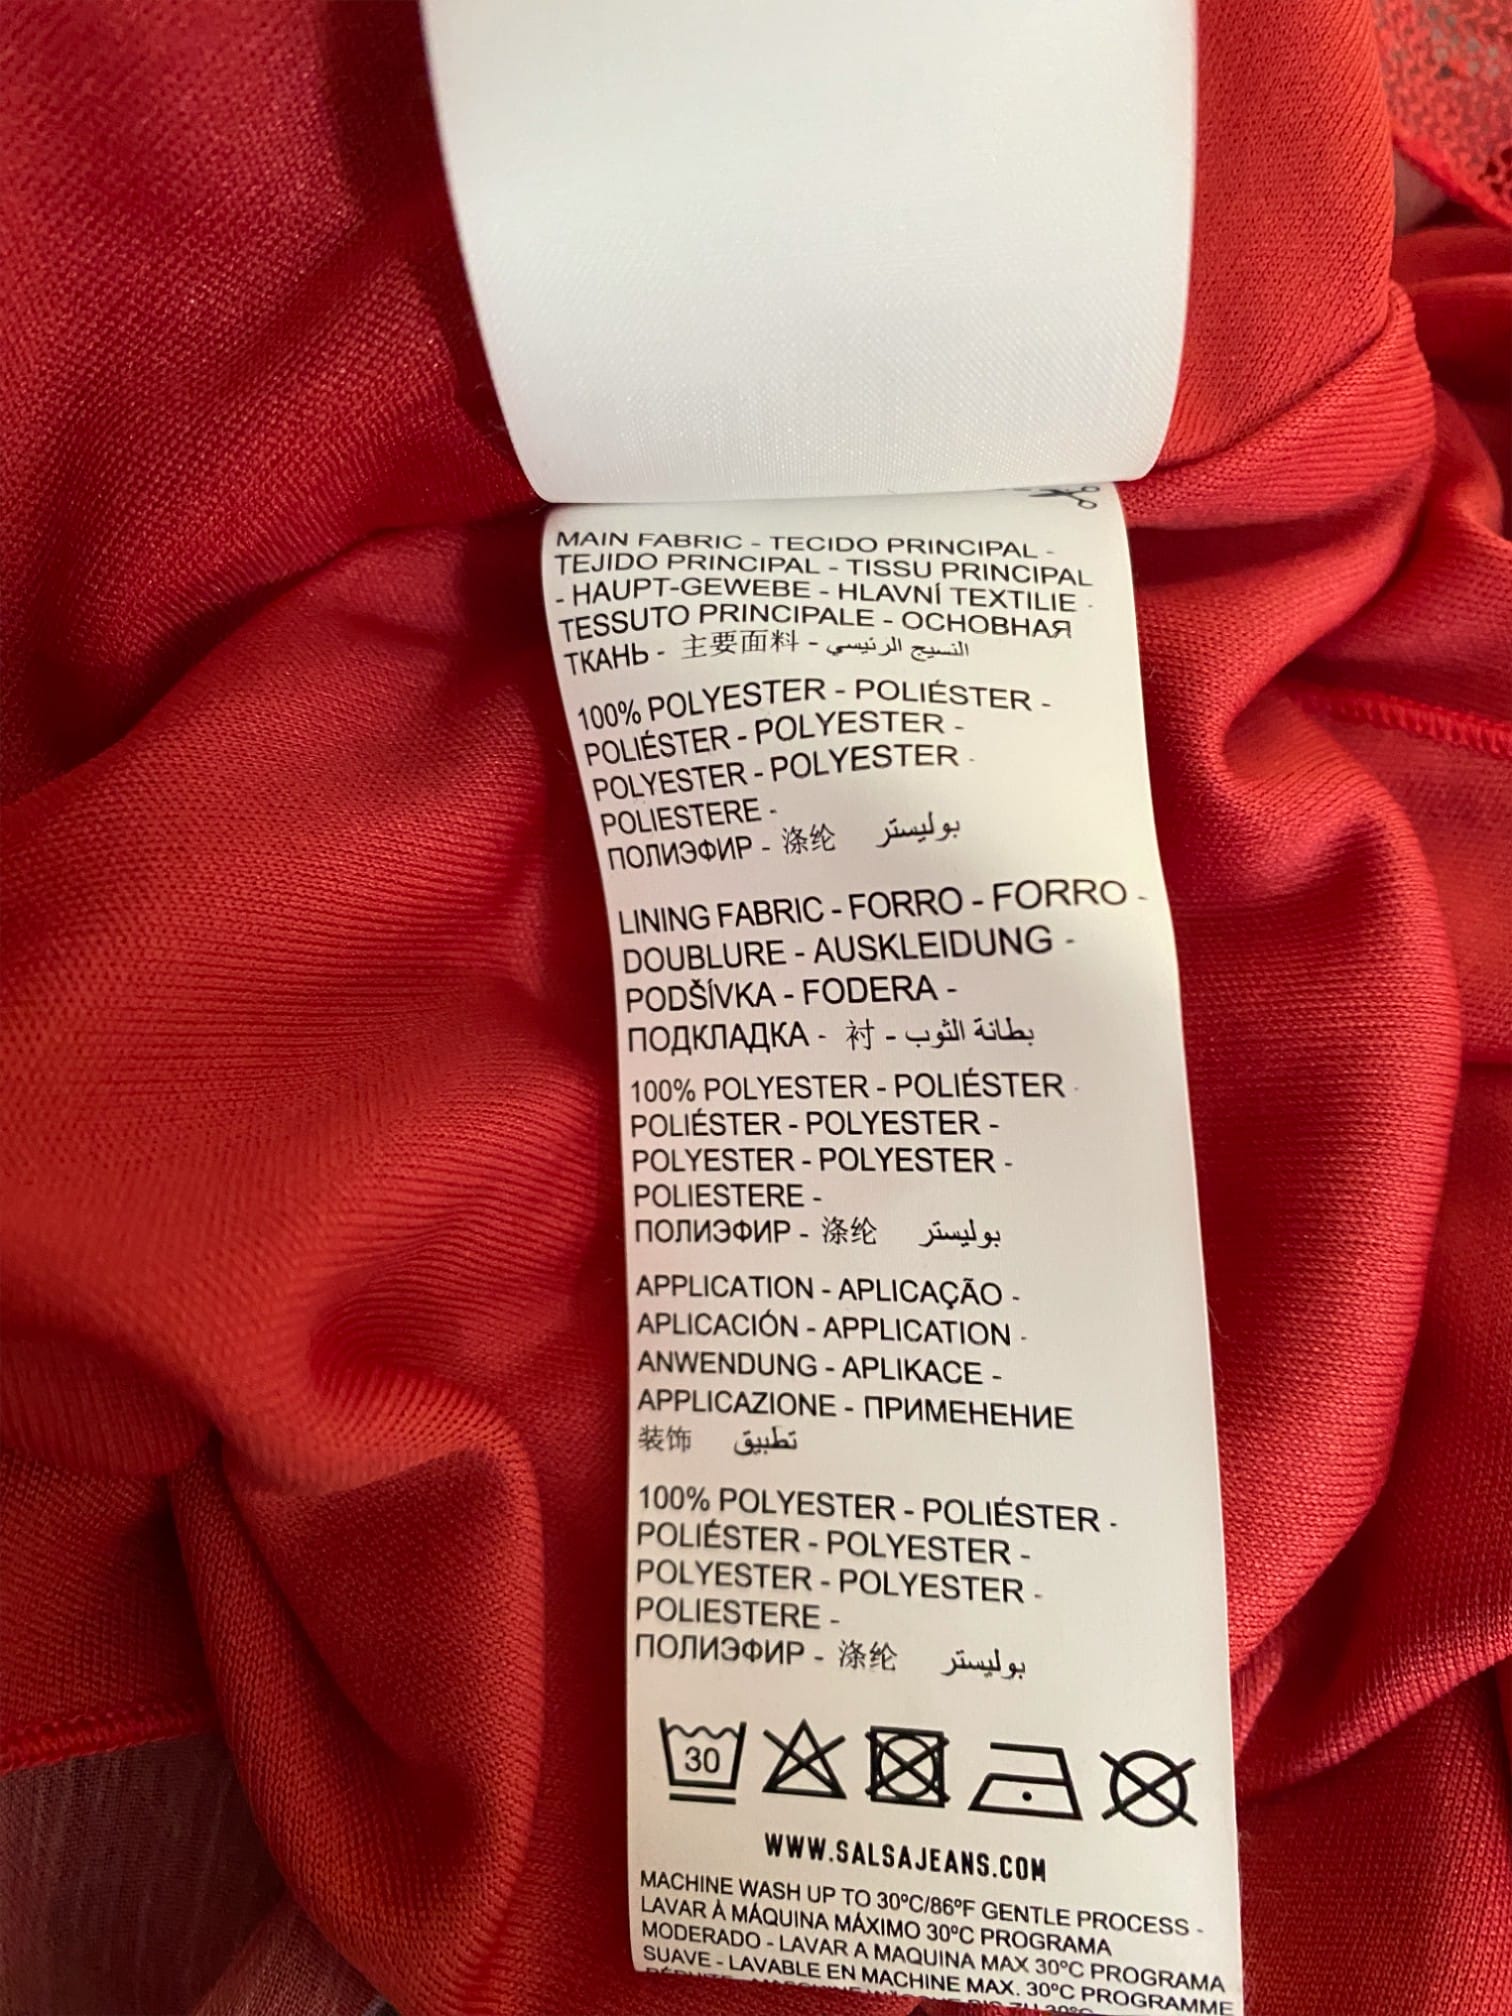 MAIN FABRIC - TECIDO PRINCIPAL -
TEJIDO PRINCIPAL - TISSU PRINCIPAL
- HAUPT-GEWEBE - HLAVNÍ TEXTILIE -
TESSUTO PRINCIPALE - ОСНОВНАЯ
ТКАНЬ - 主要面料 - النسيج الرئيسي
100% POLYESTER - POLIÉSTER -
POLIÉSTER - POLYESTER -
POLYESTER - POLYESTER -
POLIESTERE -
ПОЛИЭФИР - 涤纶 بوليستر
LINING FABRIC - FORRO - FORRO -
DOUBLURE - AUSKLEIDUNG -
PODŠÍVKA - FODERA -
ПОДКЛАДКА - 衬 - بطانة الثوب
100% POLYESTER - POLIÉSTER -
POLIÉSTER - POLYESTER -
POLYESTER - POLYESTER -
POLIESTERE -
ПОЛИЭФИР - 涤纶 بوليستر
APPLICATION - APLICAÇÃO -
APLICACIÓN - APPLICATION -
ANWENDUNG - APLIKACE -
APPLICAZIONE - ПРИМЕНЕНИЕ
装饰 تطبيق
100% POLYESTER - POLIÉSTER -
POLIÉSTER - POLYESTER -
POLYESTER - POLYESTER -
POLIESTERE -
ПОЛИЭФИР - 涤纶 بوليستر
30
WWW.SALSAJEANS.COM
MACHINE WASH UP TO 30ºC/86ºF GENTLE PROCESS -
LAVAR À MÁQUINA MÁXIMO 30ºC PROGRAMA
MODERADO - LAVAR A MAQUINA MAX 30ºC PROGRAMA
SUAVE - LAVABLE EN MACHINE MAX. 30ºC PROGRAMME